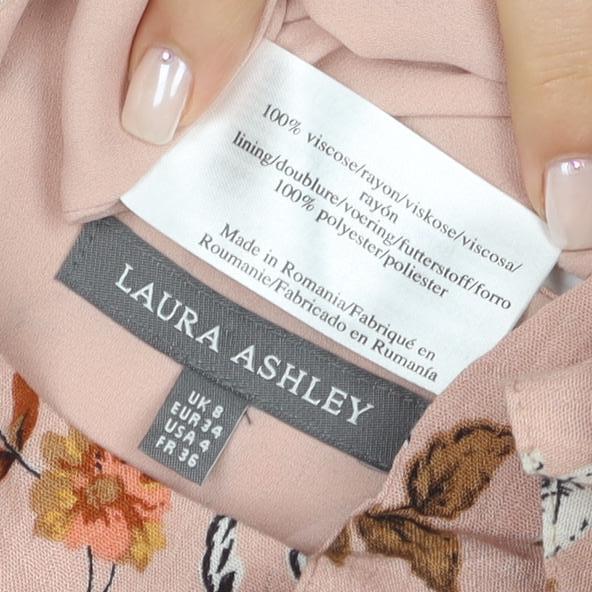 100% viscose/rayon/viskose/viscosa/
rayón
lining/doublure/voering/futterstoff/forro
100% polyester/poliester
Made in Romania/Fabriqué en
Roumanie/Fabricado en Rumanía
LAURA ASHLEY
UK 8
EUR 34
USA 4
FR 36